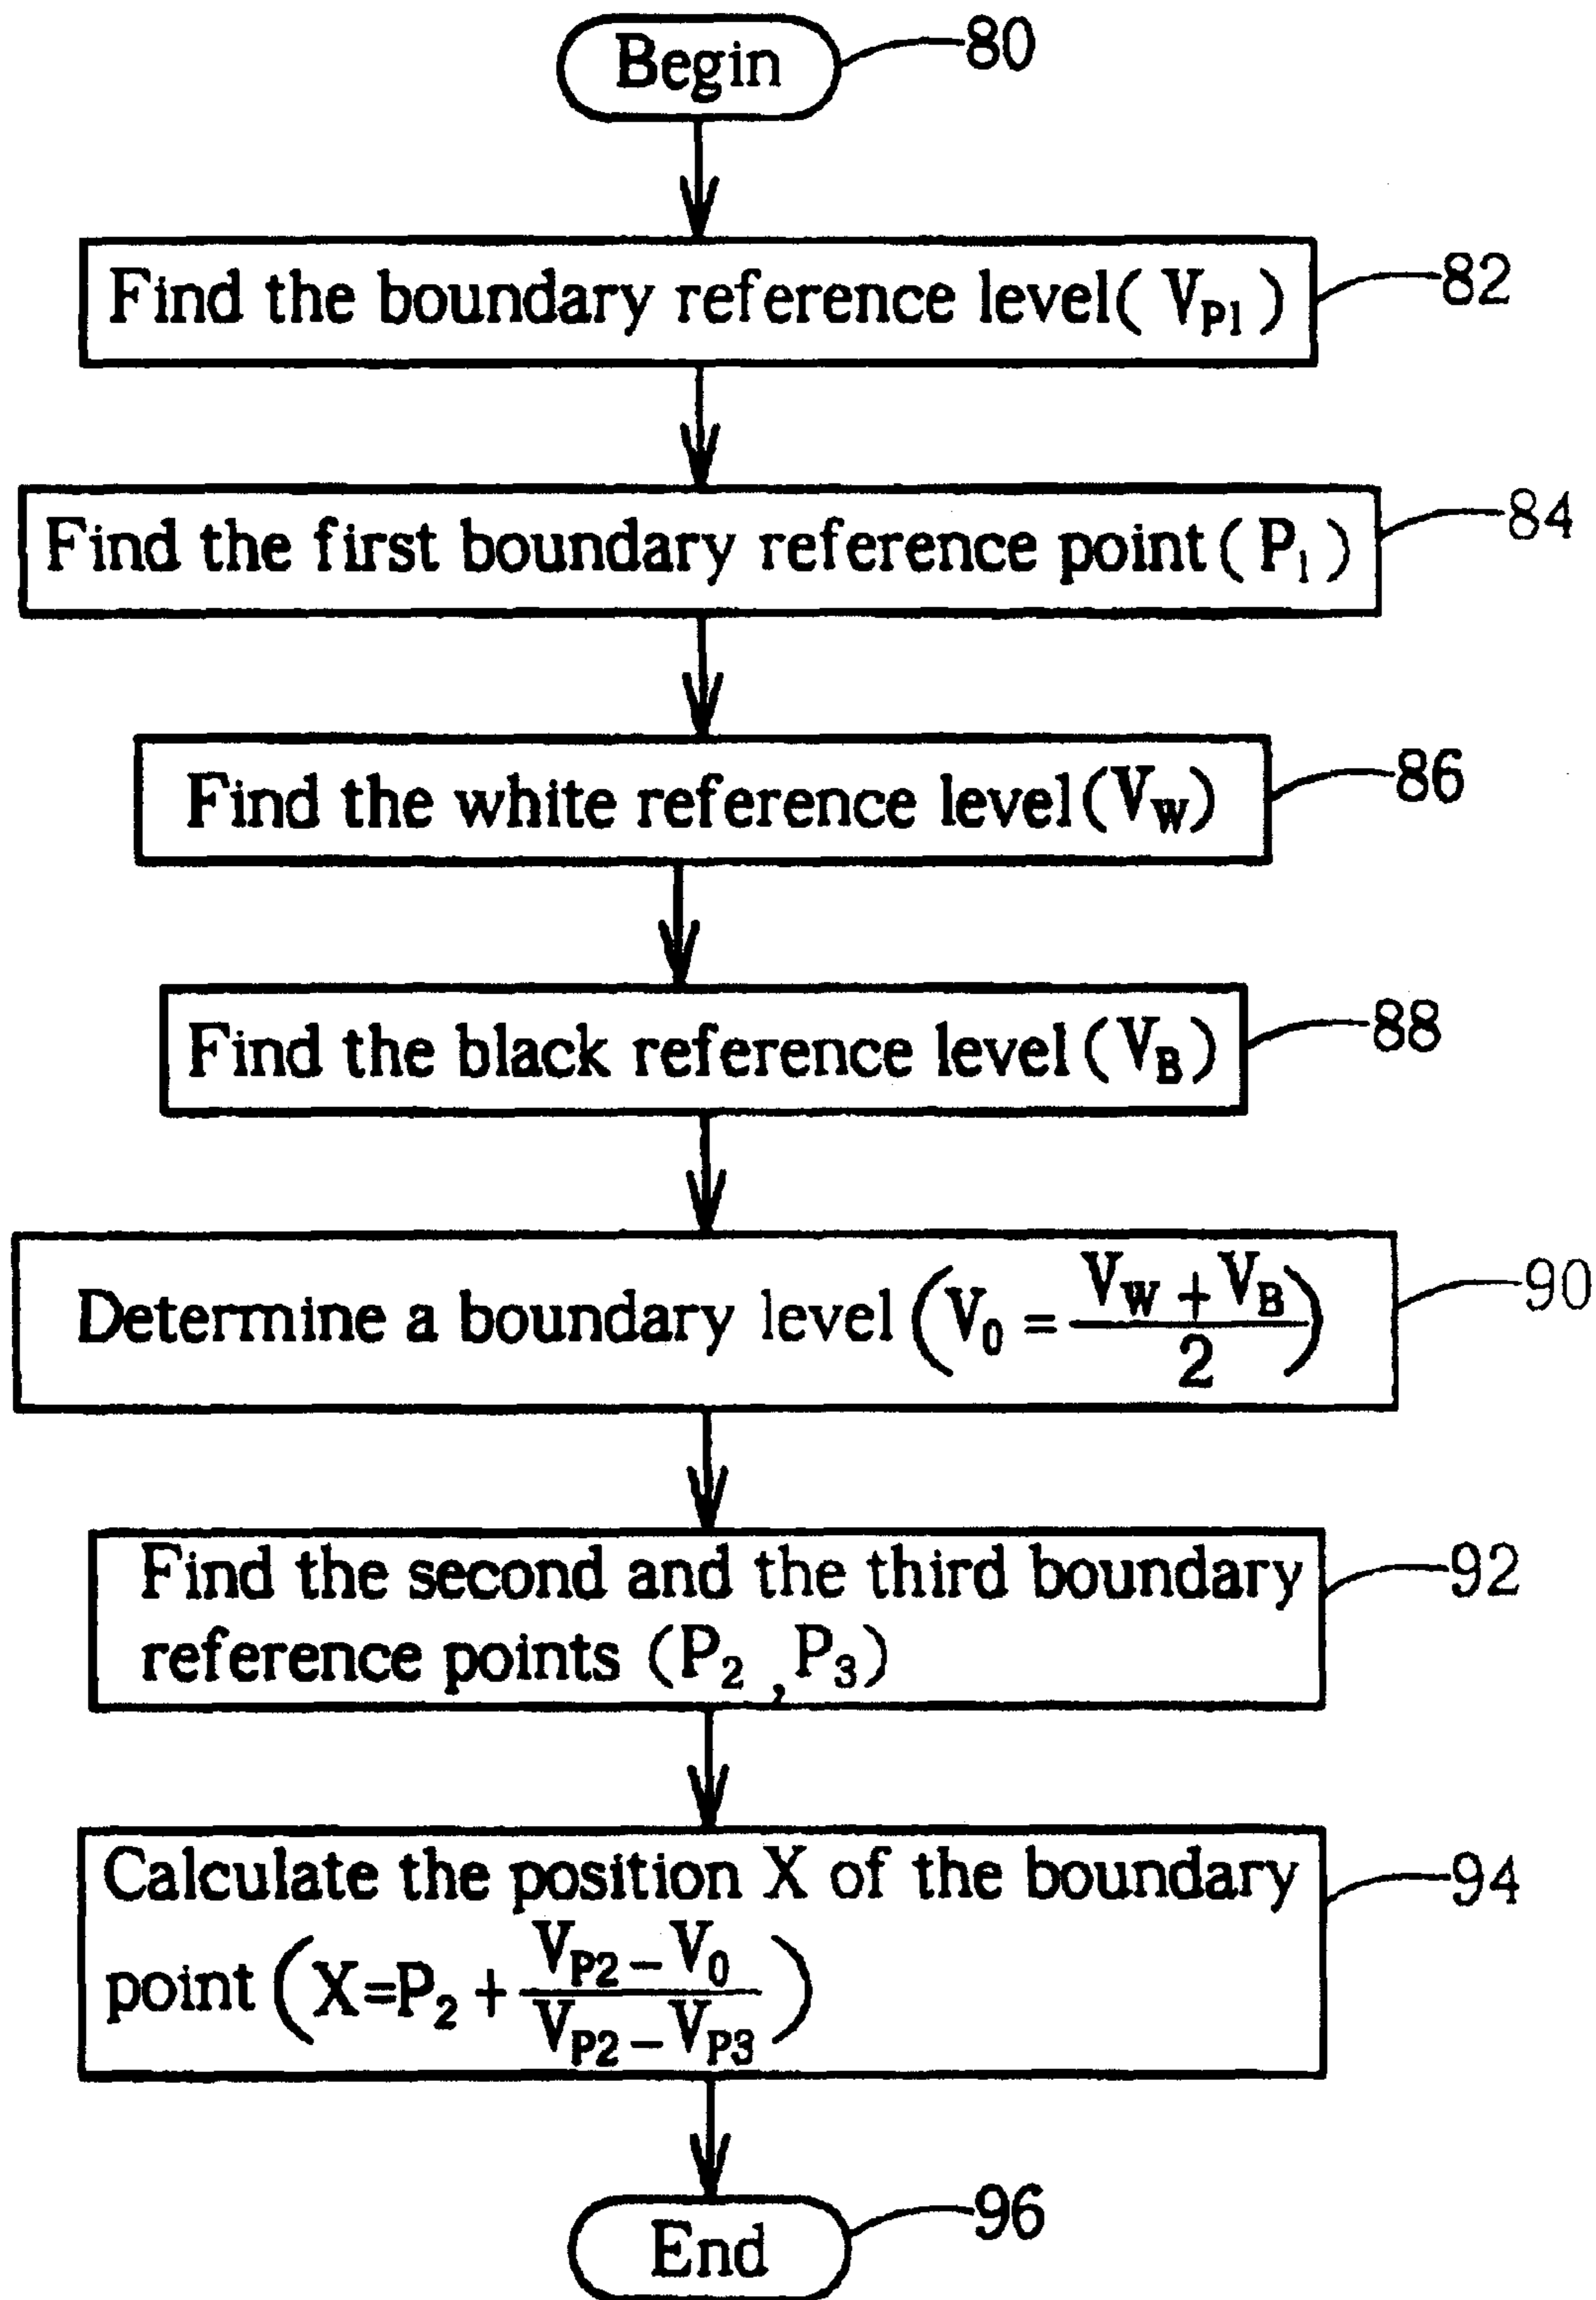 Begin
80
Find the boundary reference level( V_P1 )
82
Find the first boundary reference point( P_1 )
84
Find the white reference level(V_W)
86
Find the black reference level(V_B)
88
Determine a boundary level (V_0 = (V_W + V_B) / 2)
90
Find the second and the third boundary
reference points (P_2 ,P_3)
92
Calculate the position X of the boundary
point (X=P_2 + (V_P2 – V_0) / (V_P2 – V_P3))
94
End
96